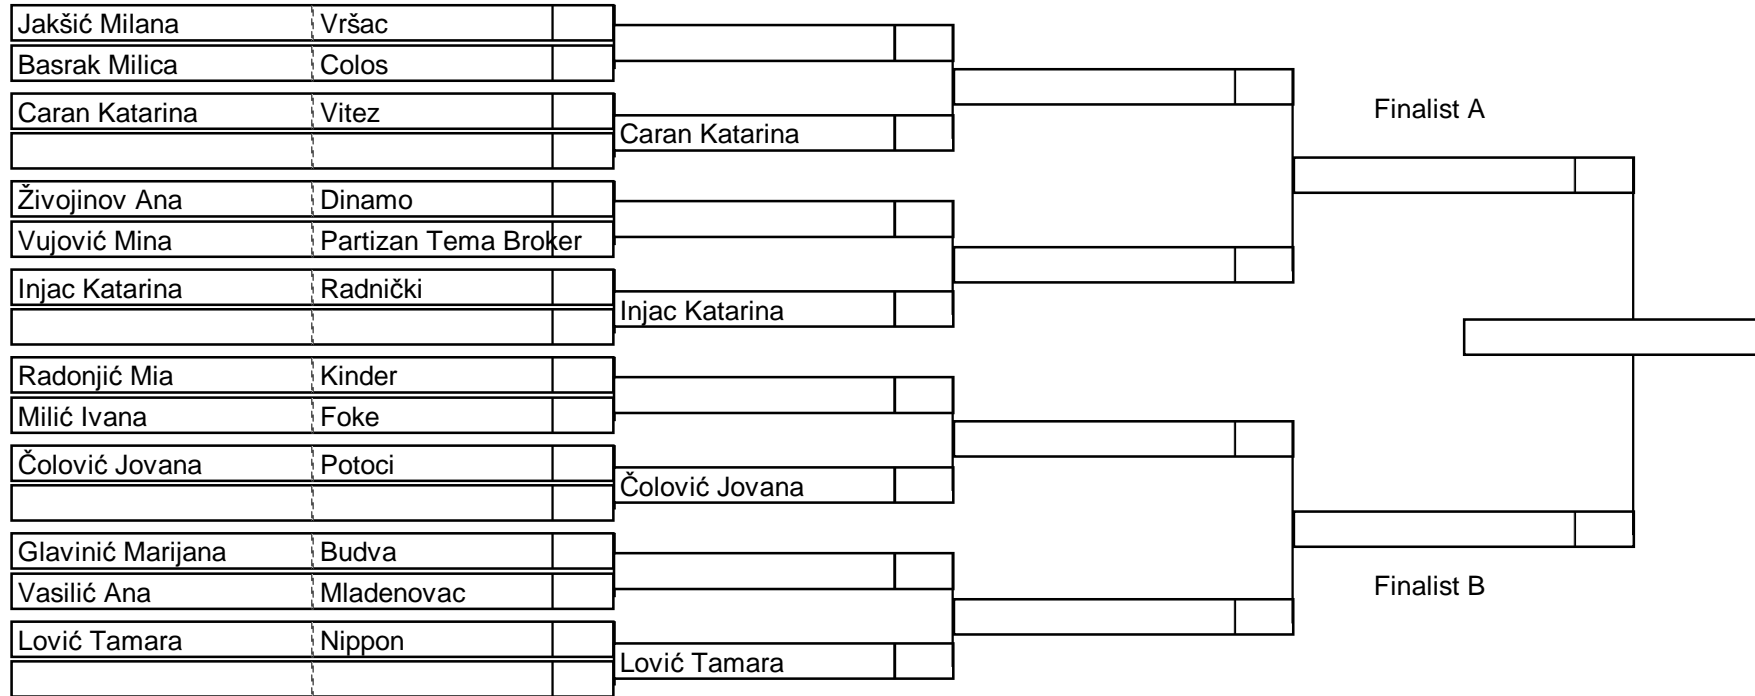 Jakšić Milana Vršac
Basrak Milica Colos
Finalist A
Caran Katarina Vitez
Caran Katarina
Živojinov Ana Dinamo
Vujović Mina Partizan Tema Broker
Injac Katarina Radnički
Injac Katarina
Radonjić Mia Kinder
Milić Ivana Foke
Čolović Jovana Potoci
Čolović Jovana
Glavinić Marijana Budva
Vasilić Ana Mladenovac
Finalist B
Lović Tamara Nippon
Lović Tamara